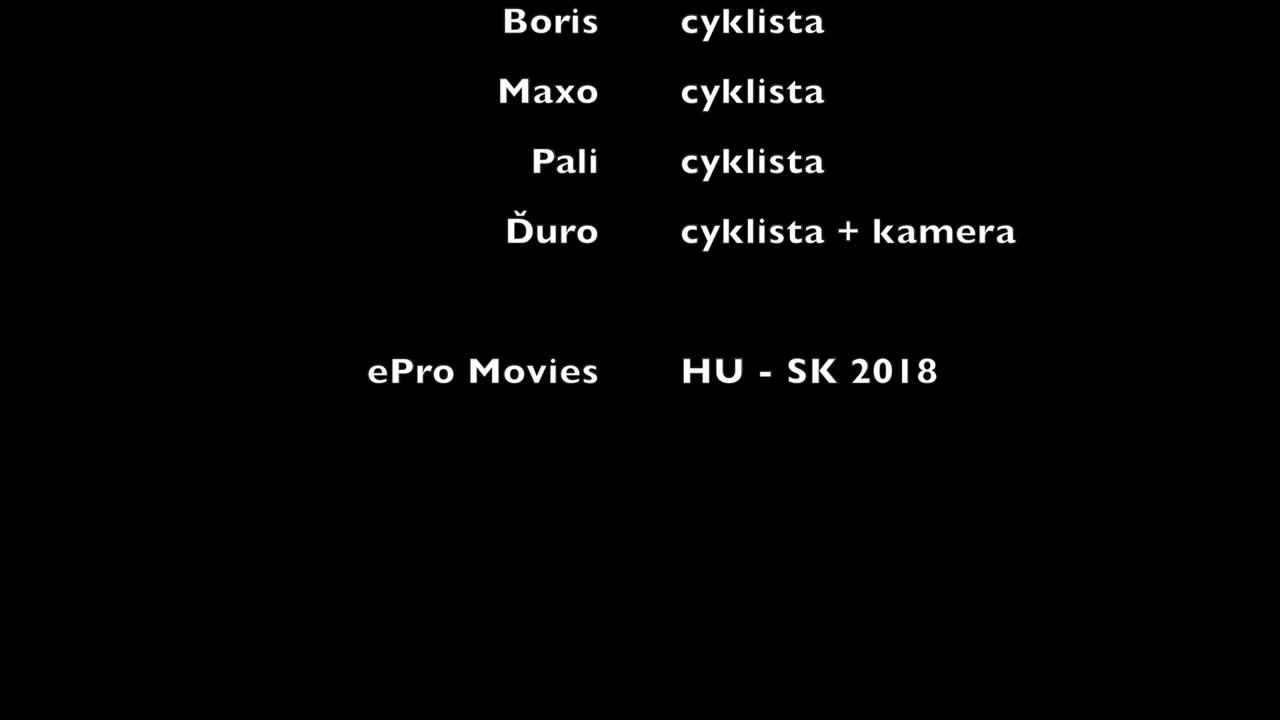 Boris cyklista
Maxo cyklista
Pali cyklista
Ďuro cyklista + kamera
ePro Movies HU - SK 2018